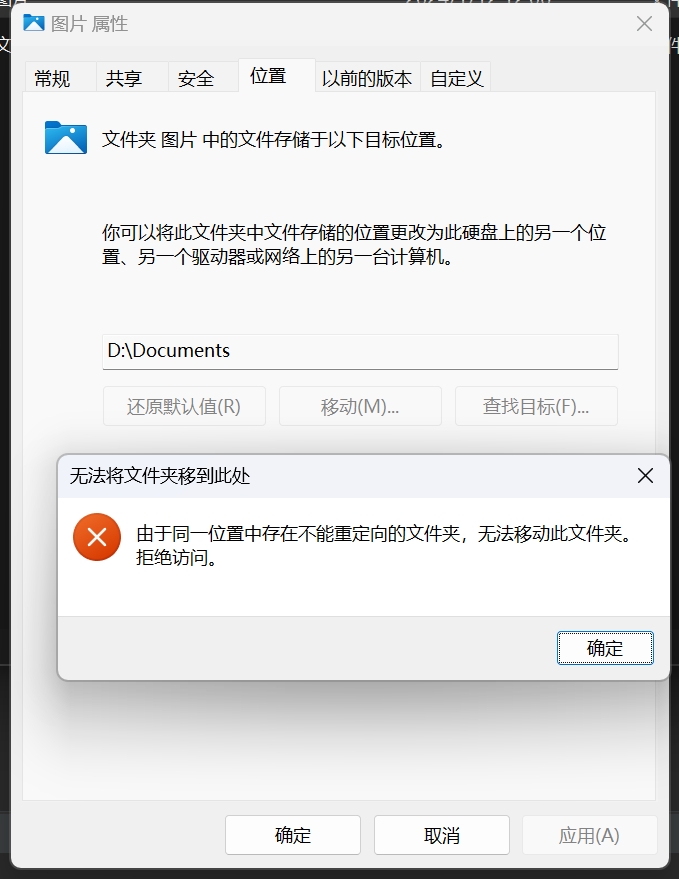 图片 属性
常规
共享
安全
位置
以前的版本
自定义
文件夹 图片 中的文件存储于以下目标位置。
你可以将此文件夹中文件存储的位置更改为此硬盘上的另一个位
置、另一个驱动器或网络上的另一台计算机。
D:\Documents
还原默认值(R)
移动(M)...
查找目标(F)...
无法将文件夹移到此处
由于同一位置中存在不能重定向的文件夹，无法移动此文件夹。
拒绝访问。
确定
确定
取消
应用(A)